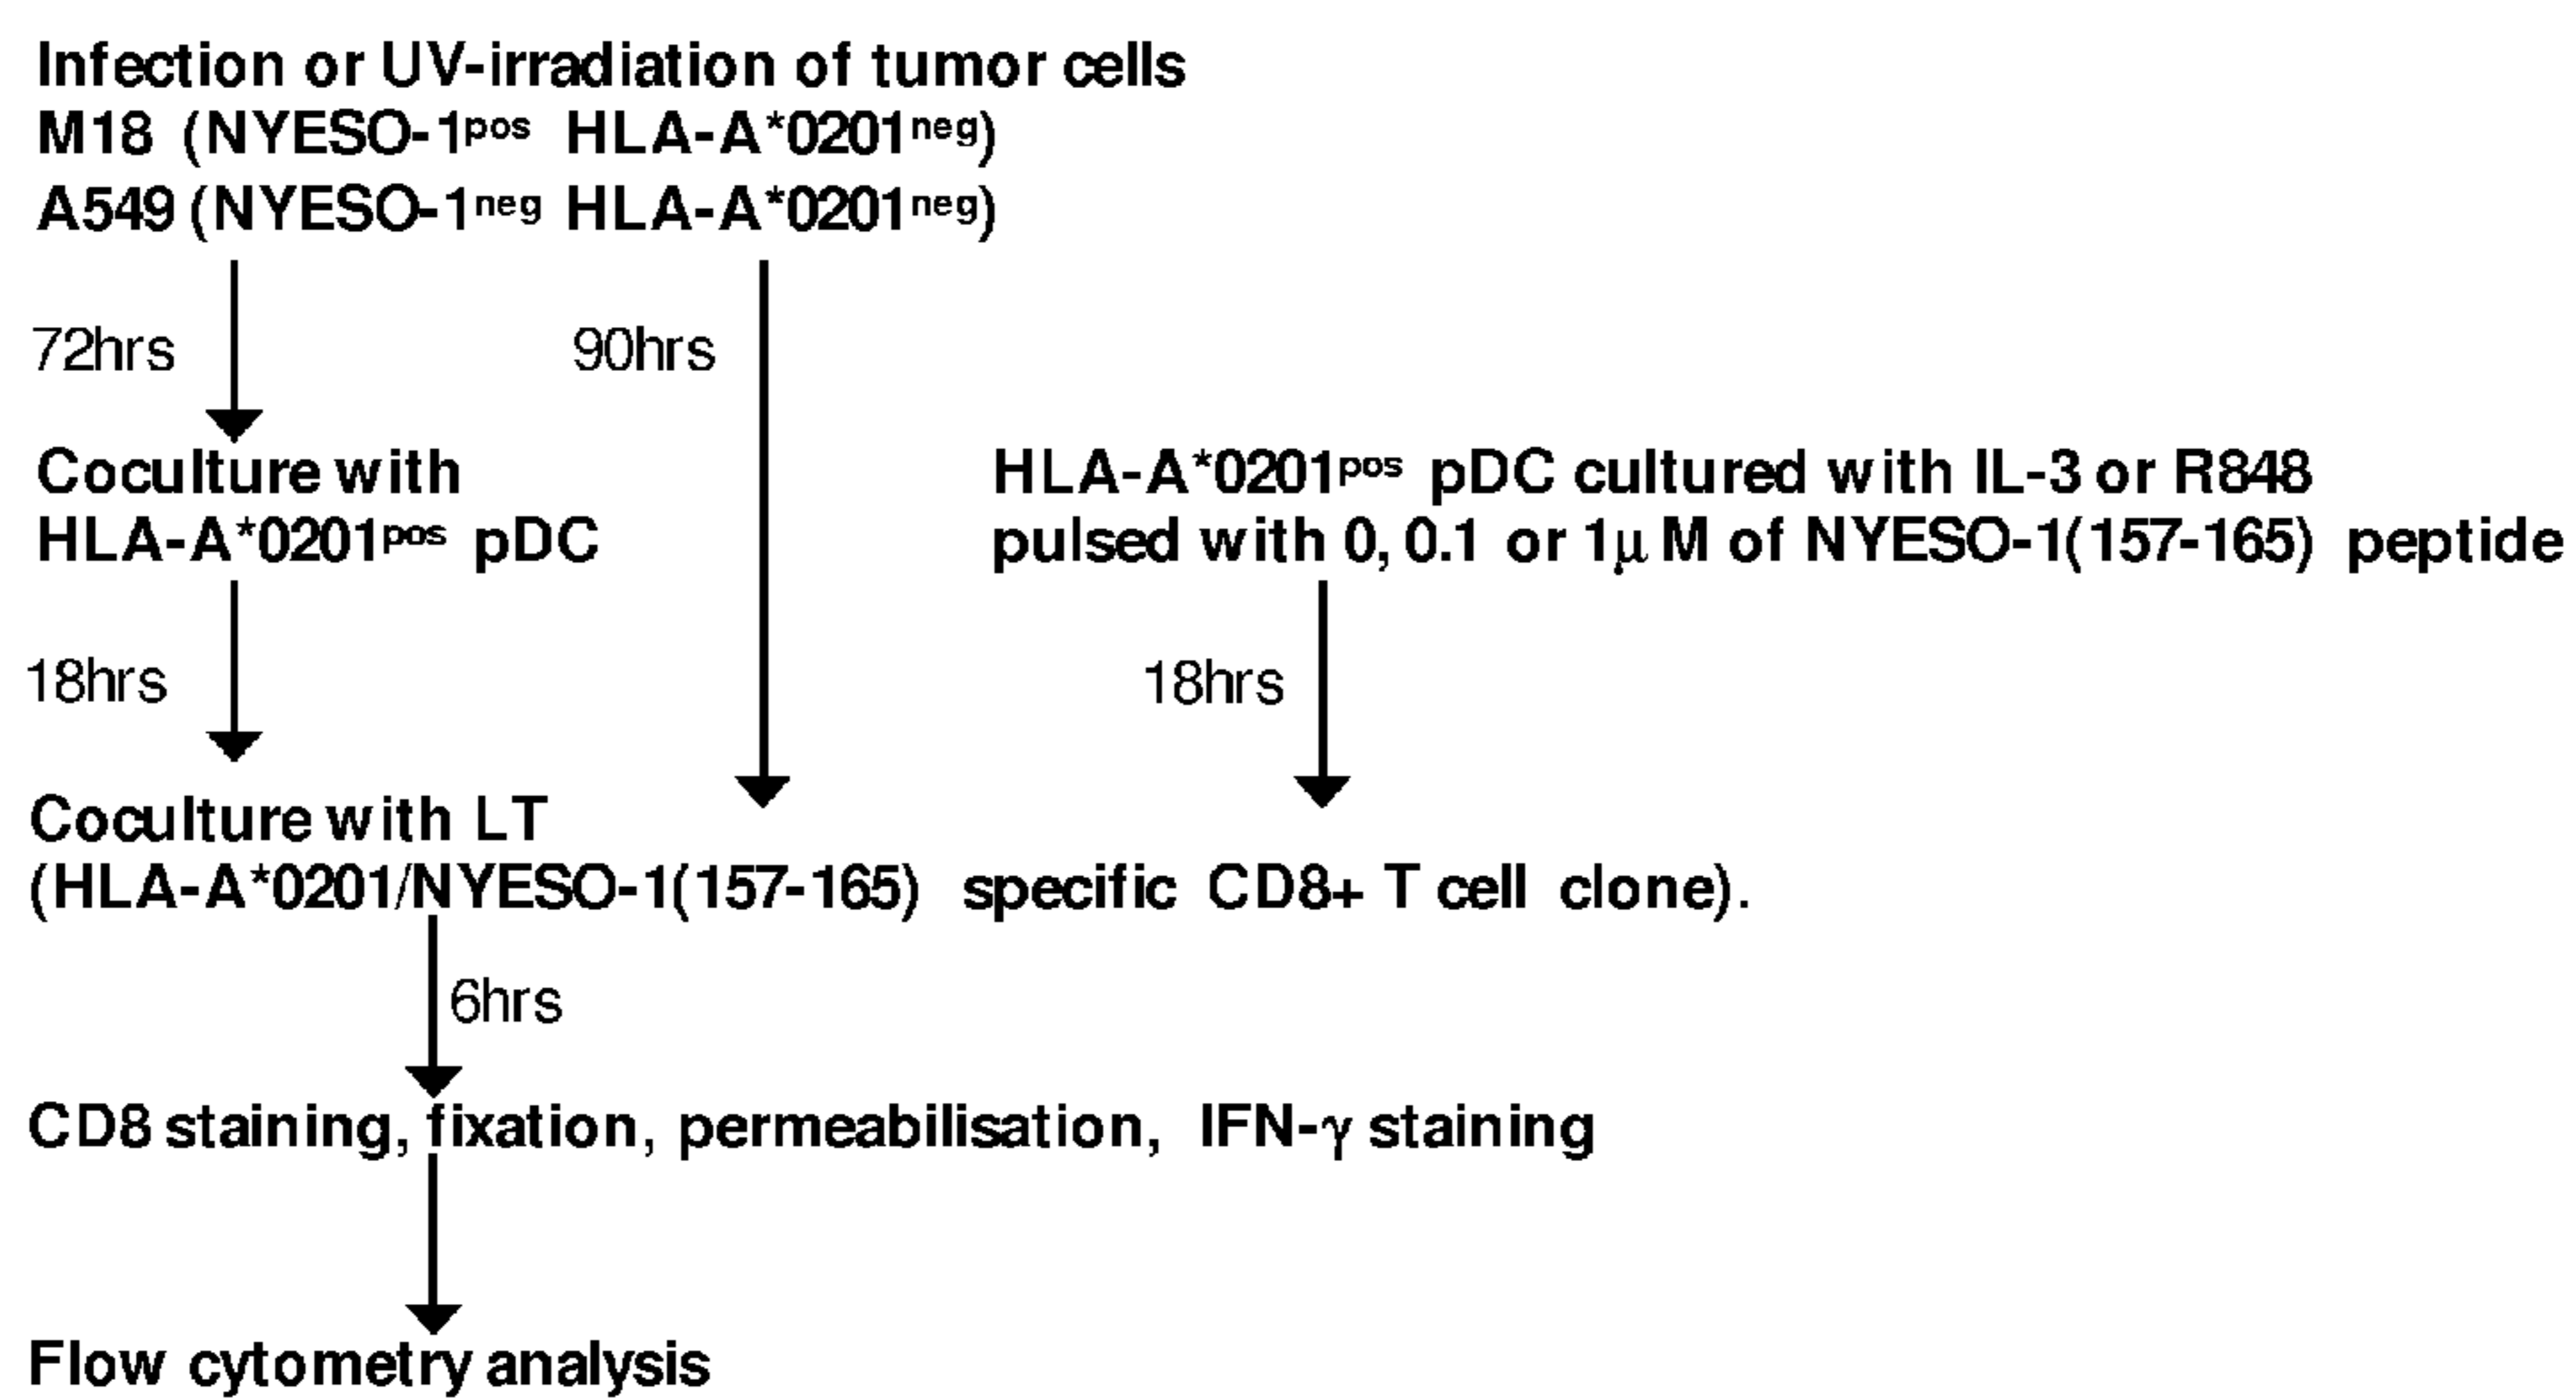 Infection or UV-irradiation of tumor cells
M18 (NYESO-1pos HLA-A*0201neg)
A549 (NYESO-1neg HLA-A*0201neg)
72hrs
90hrs
Coculture with
HLA-A*0201pos pDC
HLA-A*0201pos pDC cultured with IL-3 or R848
pulsed with 0, 0.1 or 1μM of NYESO-1(157-165) peptide
18hrs
18hrs
Coculture with LT
(HLA-A*0201/NYESO-1(157-165) specific CD8+ T cell clone).
6hrs
CD8 staining, fixation, permeabilisation, IFN-γ staining
Flow cytometry analysis